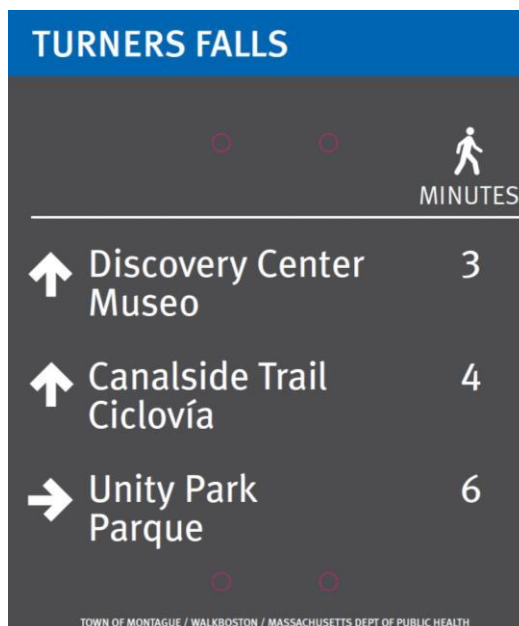 TURNERS FALLS
MINUTES
Discovery Center 3
Museo
Canalside Trail 4
Ciclovía
Unity Park 6
Parque
TOWN OF MONTAGUE / WALKBOSTON / MASSACHUSETTS DEPT OF PUBLIC HEALTH